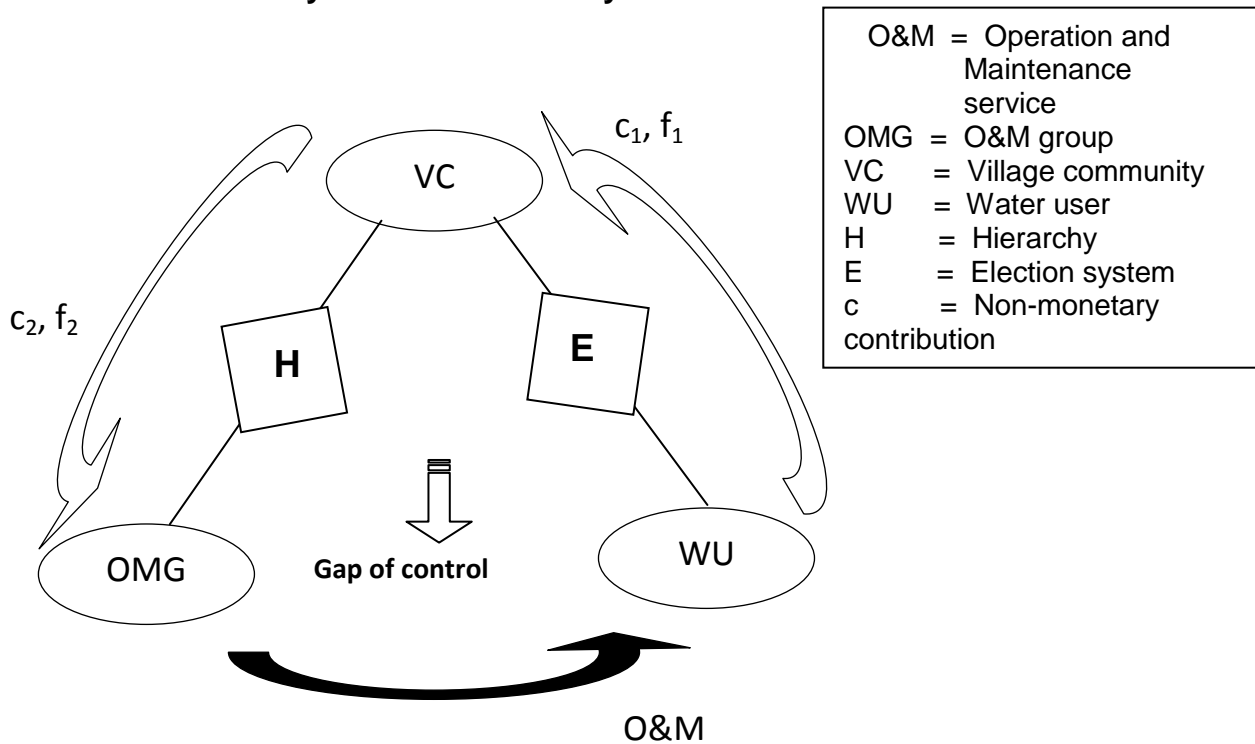 c₁, f₁
VC
c₂, f₂
H
E
OMG
Gap of control
WU
O&M
O&M = Operation and
Maintenance
service
OMG = O&M group
VC = Village community
WU = Water user
H = Hierarchy
E = Election system
c = Non-monetary
contribution